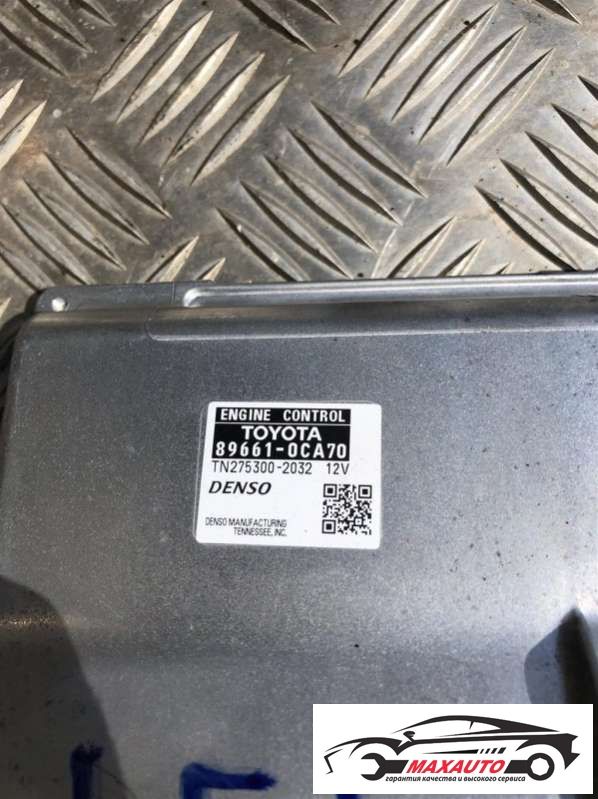 ENGINE CONTROL
TOYOTA
89661-0CA70
TN275300-2032 12V
DENSO
DENSO MANUFACTURING
TENNESSEE, INC.
MAXAUTO
гарантия качества и высокого сервиса